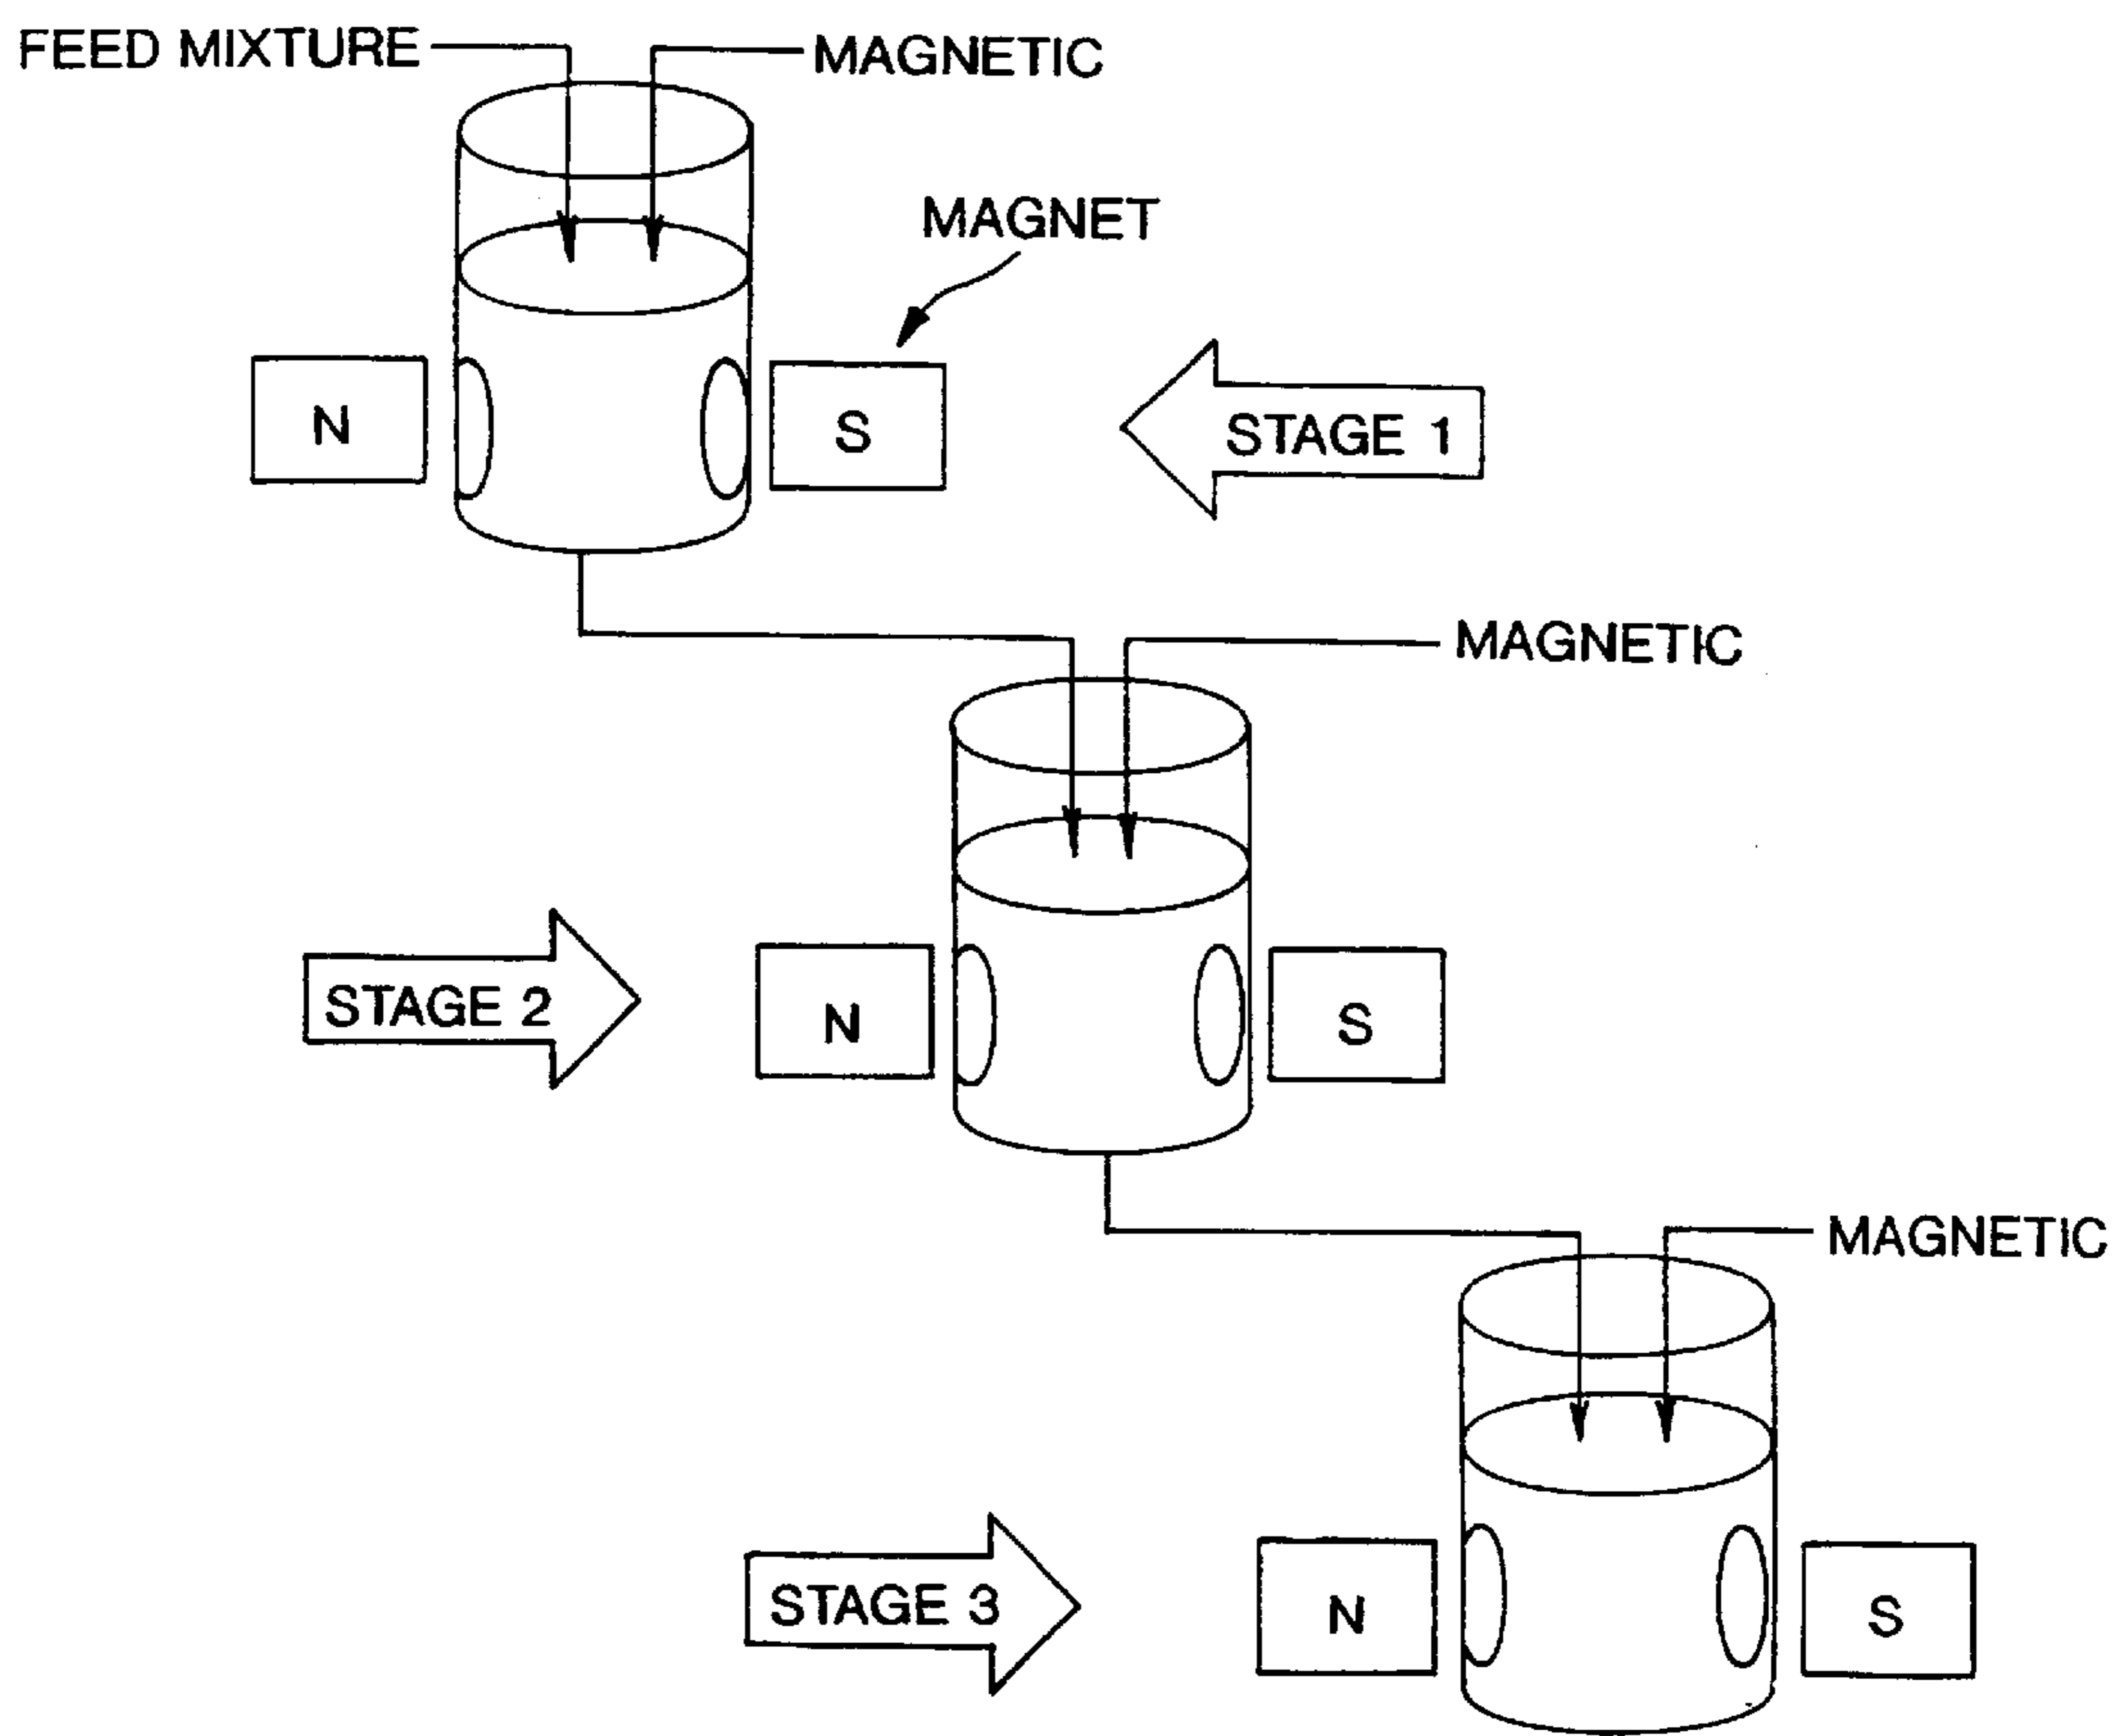 FEED MIXTURE
MAGNETIC
MAGNET
N
S
STAGE 1
MAGNETIC
STAGE 2
N
S
MAGNETIC
STAGE 3
N
S